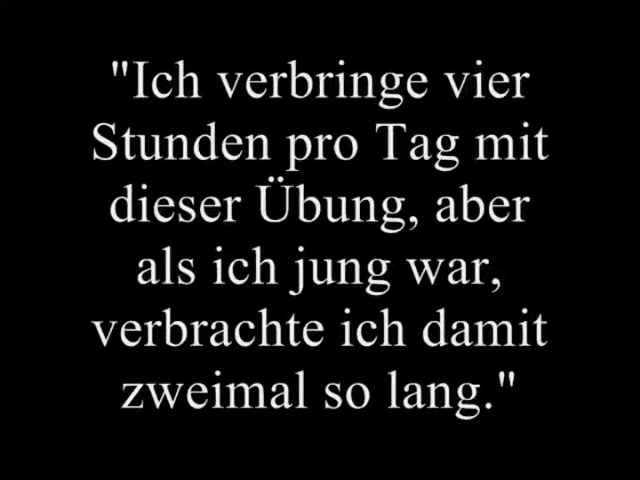 "Ich verbringe vier
Stunden pro Tag mit
dieser Übung, aber
als ich jung war,
verbrachte ich damit
zweimal so lang."